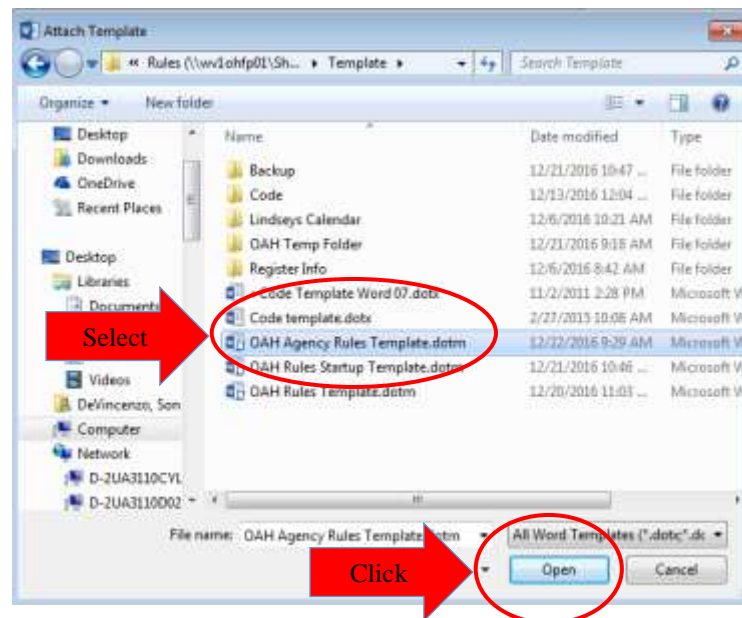 Attach Template
« Rules (\\wv1ohfp01\Sh... ▸ Template ▸ Search Template
Organize ▾ New folder
Desktop
Downloads
OneDrive
Recent Places
Desktop
Libraries
Documents
Videos
DeVincenzo, Son
Computer
Network
D-2UA3110CYL
D-2UA3110D02
Name Date modified Type
Backup 12/21/2016 10:47 ... File folder
Code 12/13/2016 12:04 ... File folder
Lindseys Calendar 12/6/2016 10:21 AM File folder
OAH Temp Folder 12/21/2016 9:18 AM File folder
Register Info 12/6/2016 8:42 AM File folder
Code Template Word 07.dotx 11/2/2011 2:28 PM Microsoft W
Code template.dotx 2/27/2015 10:08 AM Microsoft W
OAH Agency Rules Template.dotm 12/22/2016 9:29 AM Microsoft W
OAH Rules Startup Template.dotm 12/21/2016 10:46 ... Microsoft W
OAH Rules Template.dotm 12/20/2016 11:03 ... Microsoft W
Select
File name: OAH Agency Rules Template.dotm All Word Templates (*.dotx;*.dc
Click
Open Cancel